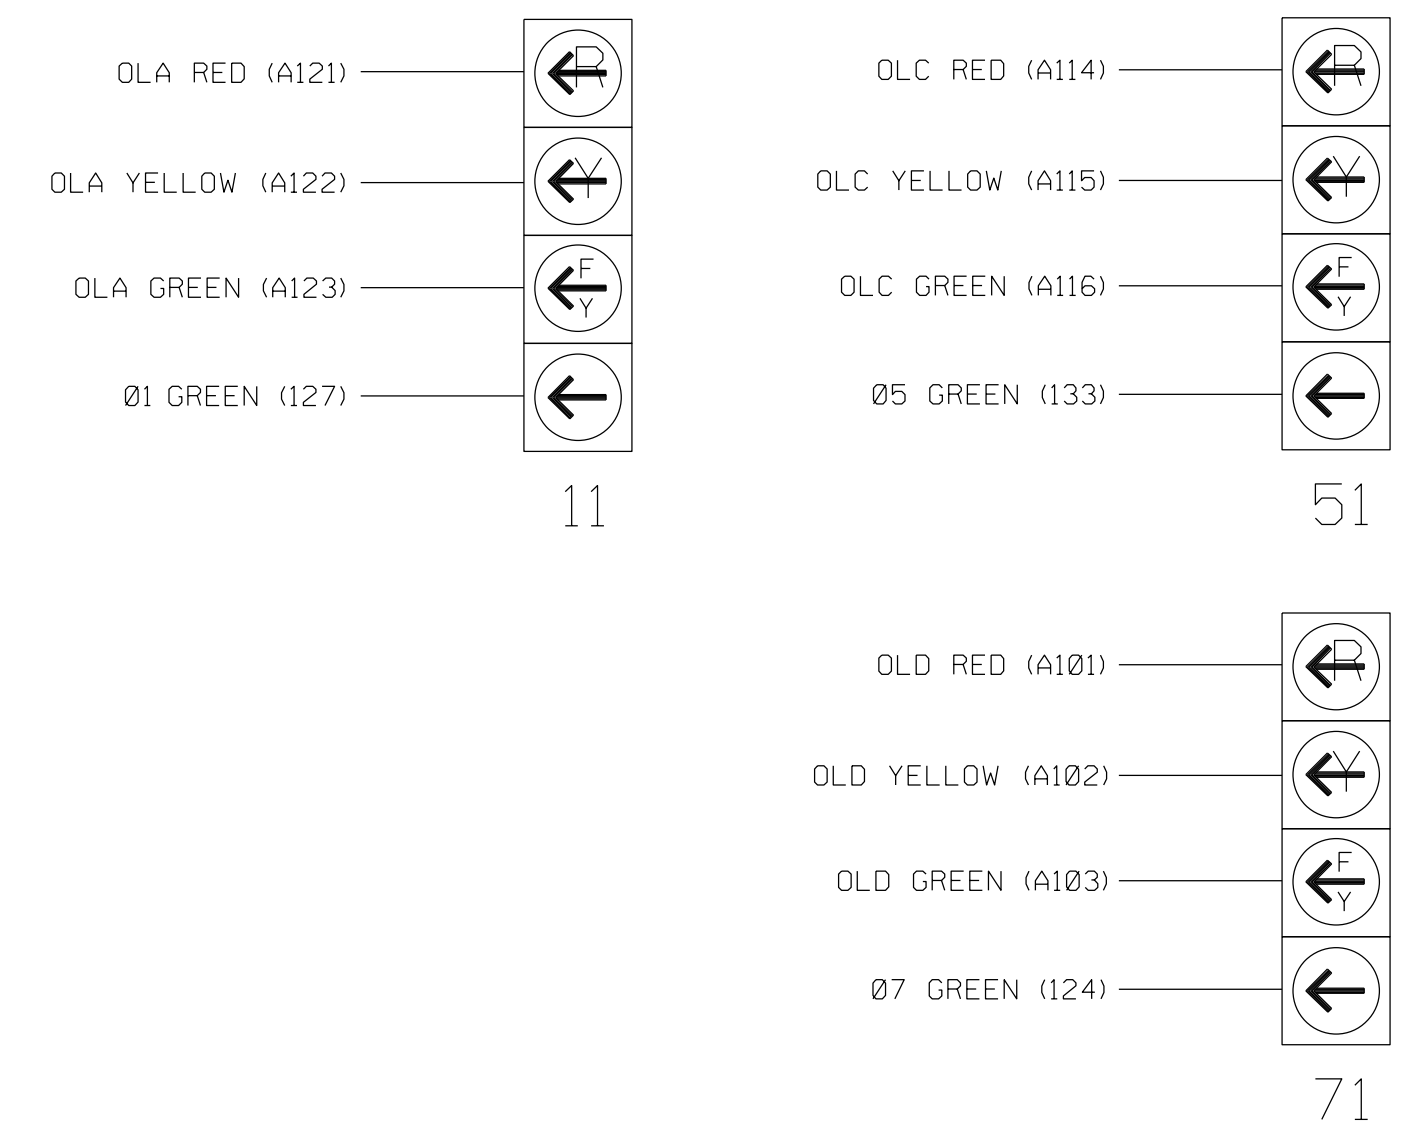 OLA RED (A121)
R
OLA YELLOW (A122)
Y
OLA GREEN (A123)
F
Y
Ø1 GREEN (127)
11
OLC RED (A114)
R
OLC YELLOW (A115)
Y
OLC GREEN (A116)
F
Y
Ø5 GREEN (133)
51
OLD RED (A1Ø1)
R
OLD YELLOW (A1Ø2)
Y
OLD GREEN (A1Ø3)
F
Y
Ø7 GREEN (124)
71